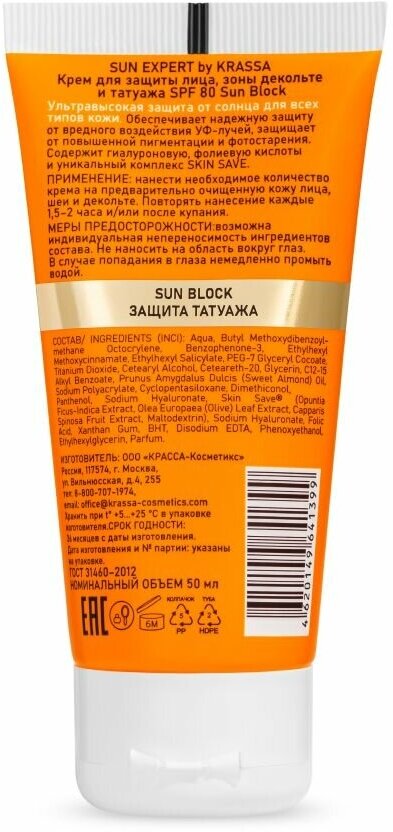 SUN EXPERT by KRASSA
Крем для защиты лица, зоны декольте
и татуажа SPF 80 Sun Block
Ультравысокая защита от солнца для всех
типов кожи. Обеспечивает надежную защиту
от вредного воздействия УФ-лучей, защищает
от повышенной пигментации и фотостарения.
Содержит гиалуроновую, фолиевую кислоты
и уникальный комплекс SKIN SAVE.
ПРИМЕНЕНИЕ: нанести необходимое количество
крема на предварительно очищенную кожу лица,
шеи и декольте. Повторять нанесение каждые
1,5–2 часа и/или после купания.
МЕРЫ ПРЕДОСТОРОЖНОСТИ:возможна
индивидуальная непереносимость ингредиентов
состава. Не наносить на область вокруг глаз.
В случае попадания в глаза немедленно промыть
водой.
SUN BLOCK
ЗАЩИТА ТАТУАЖА
СОСТАВ/ INGREDIENTS (INCI): Aqua, Butyl Methoxydibenzoyl-
methane Octocrylene, Benzophenone-3, Ethylhexyl
Methoxycinnamate, Ethylhexyl Salicylate, PEG-7 Glyceryl Cocoate,
Titanium Dioxide, Cetearyl Alcohol, Ceteareth-20, Glycerin, C12-15
Alkyl Benzoate, Prunus Amygdalus Dulcis (Sweet Almond) Oil,
Sodium Polyacrylate, Cyclopentasiloxane, Dimethiconol,
Panthenol, Sodium Hyaluronate, Skin Save® (Opuntia
Ficus-Indica Extract, Olea Europaea (Olive) Leaf Extract, Capparis
Spinosa Fruit Extract, Maltodextrin), Sodium Hyaluronate, Folic
Acid, Xanthan Gum, BHT, Disodium EDTA, Phenoxyethanol,
Ethylhexylglycerin, Parfum.
ИЗГОТОВИТЕЛЬ: ООО «КРАССА-Косметикс»
Россия, 117574, г. Москва,
ул. Вильнюсская, д. 4,
тел. 8-800-707-1974,
email: office@krassa-cosmetics.com
Хранить при t° +5...+25 °C в упаковке
изготовителя.СРОК ГОДНОСТИ:
36 месяцев с даты изготовления.
Дата изготовления и № партии: указаны
на упаковке.
ГОСТ 31460-2012
НОМИНАЛЬНЫЙ ОБЪЕМ 50 мл
EAC
6M
КОЛПАЧОК
5
PP
ТУБА
2
HDPE
4620149641399